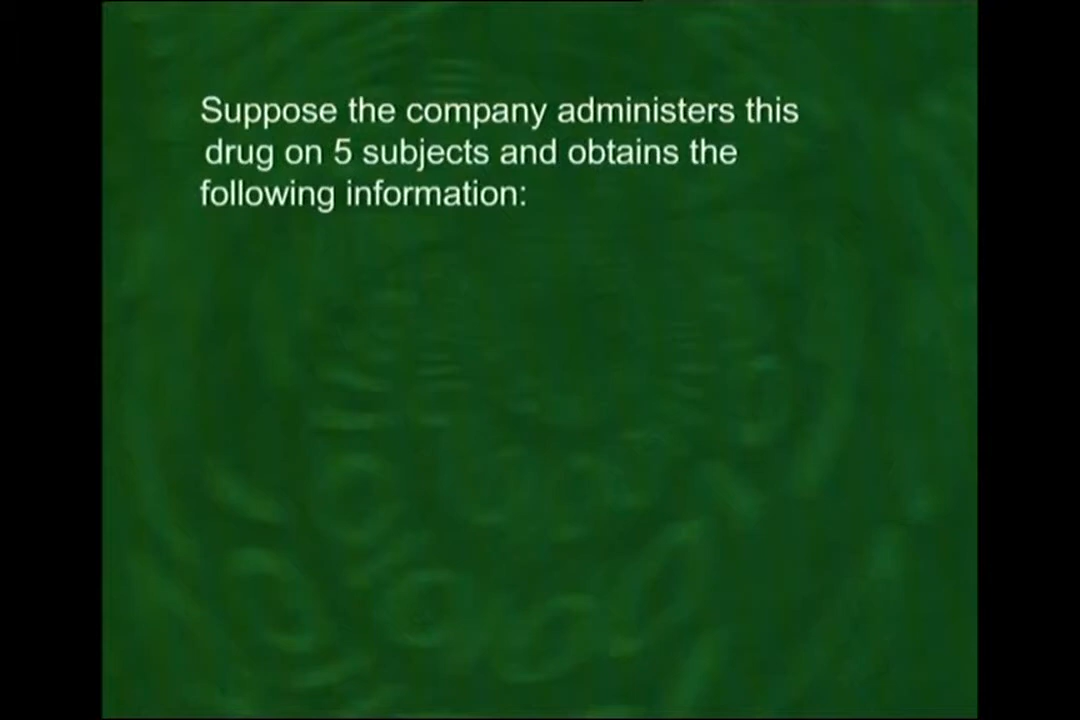 Suppose the company administers this
drug on 5 subjects and obtains the
following information: